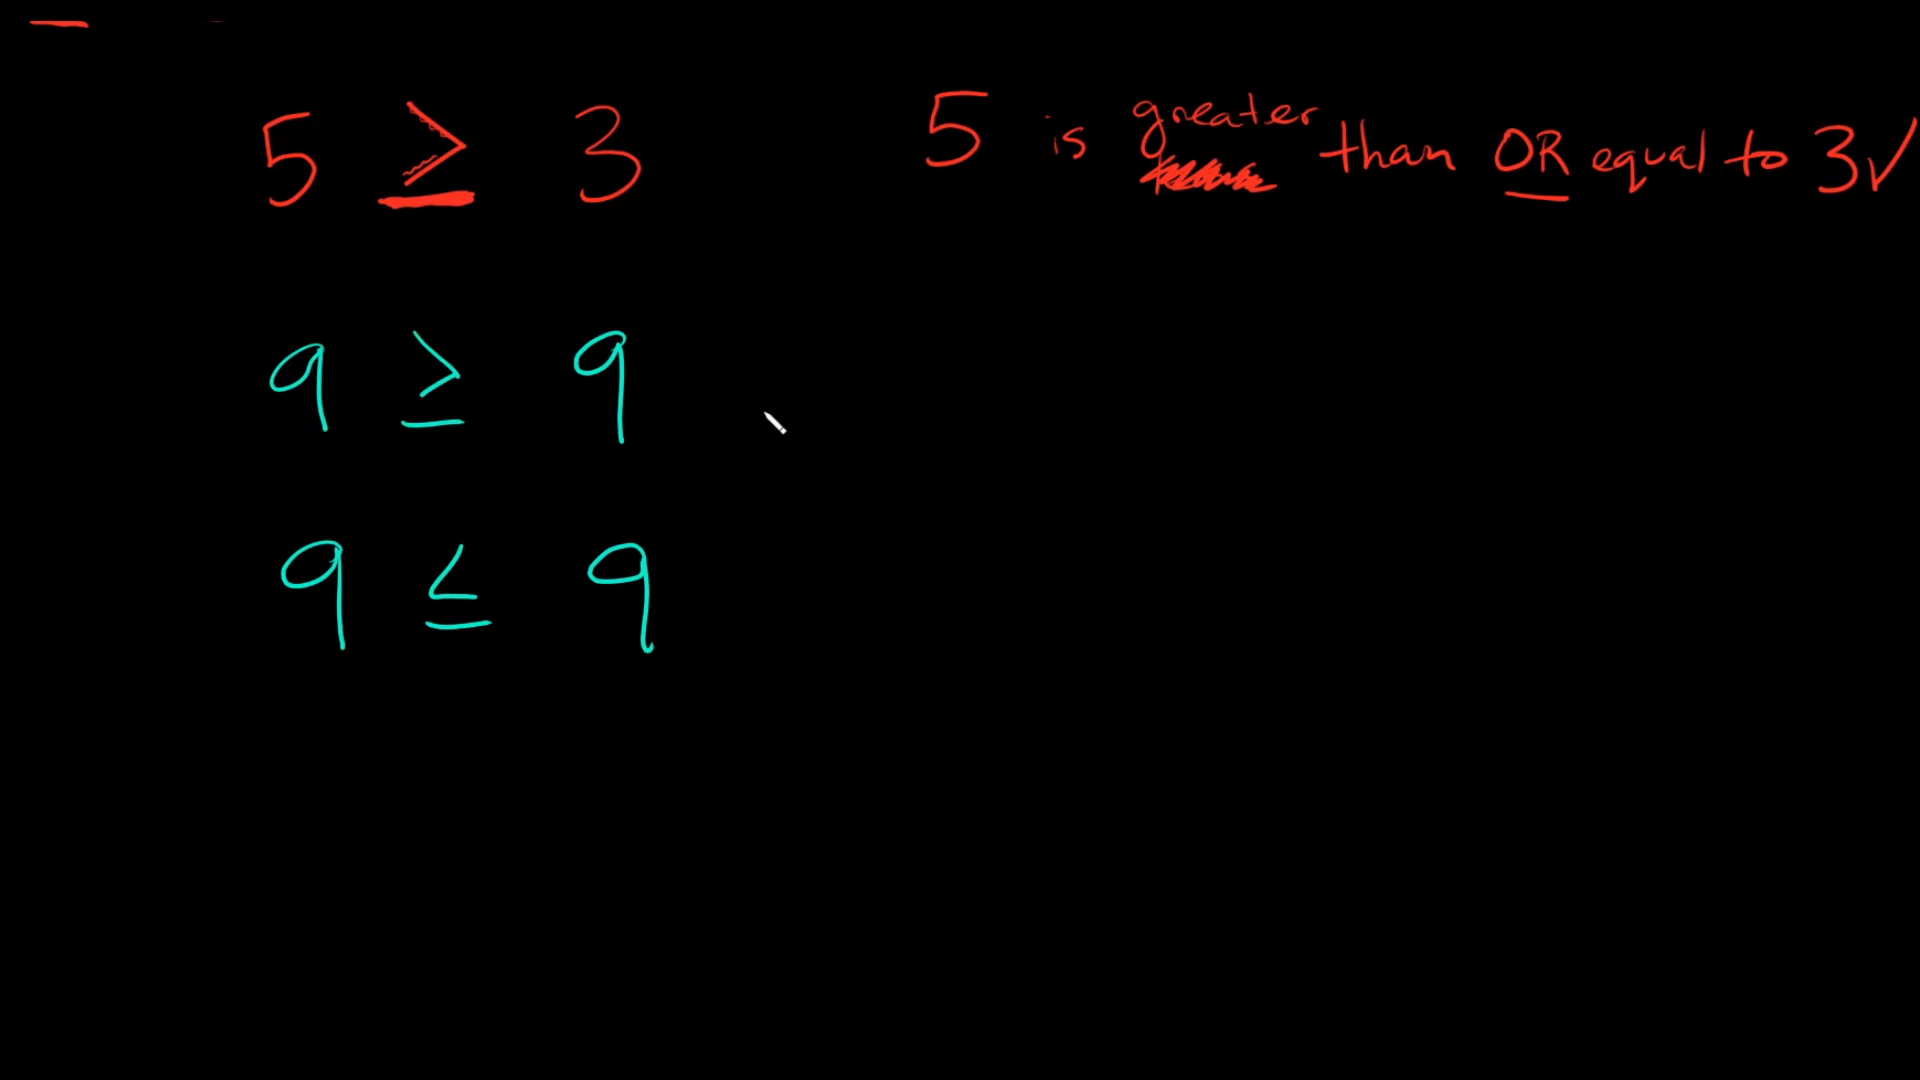 5 ≥ 3 5 is greater than OR equal to 3✓
9 ≥ 9
9 ≤ 9